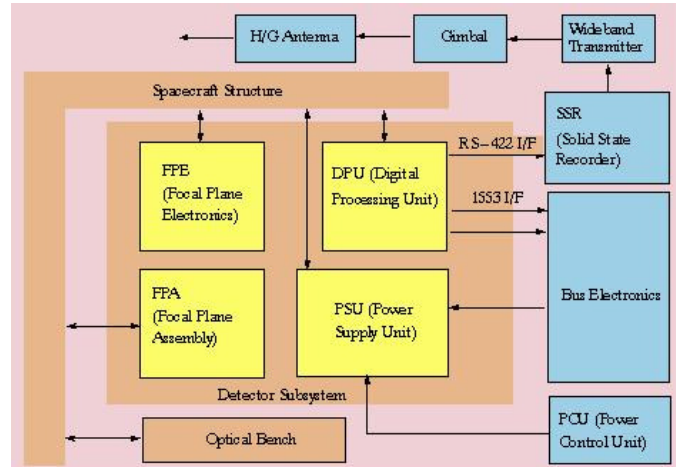 H/G Antenna
Gimbal
Wideband
Transmitter
Spacecraft Structure
SSR
(Solid State
Recorder)
RS-422 I/F
FPE
(Focal Plane
Electronics)
DPU (Digital
Processing Unit)
1553 I/F
FPA
(Focal Plane
Assembly)
PSU (Power
Supply Unit)
Bus Electronics
Detector Subsystem
Optical Bench
PCU (Power
Control Unit)